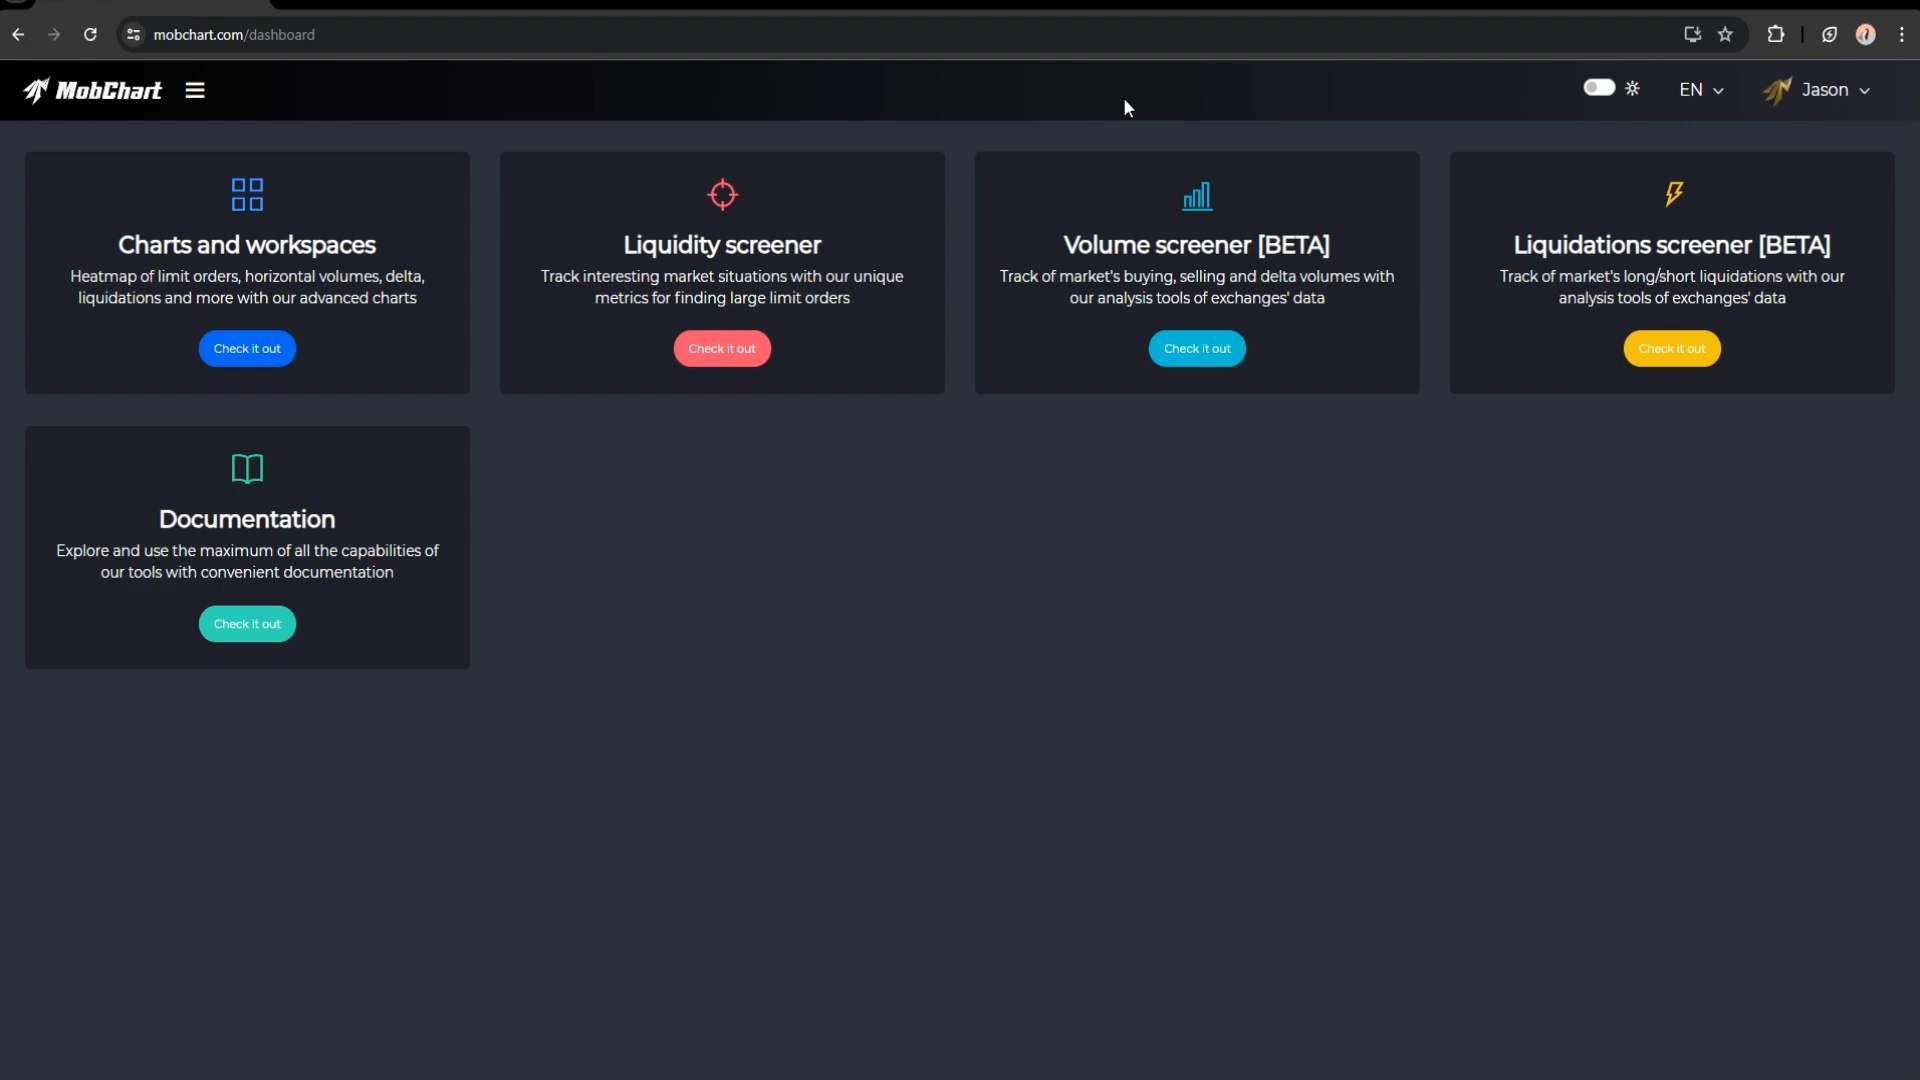 mobchart.com/dashboard
MobChart
EN
Jason
Charts and workspaces
Heatmap of limit orders, horizontal volumes, delta,
liquidations and more with our advanced charts
Check it out
Liquidity screener
Track interesting market situations with our unique
metrics for finding large limit orders
Check it out
Volume screener [BETA]
Track of market's buying, selling and delta volumes with
our analysis tools of exchanges' data
Check it out
Liquidations screener [BETA]
Track of market's long/short liquidations with our
analysis tools of exchanges' data
Check it out
Documentation
Explore and use the maximum of all the capabilities of
our tools with convenient documentation
Check it out